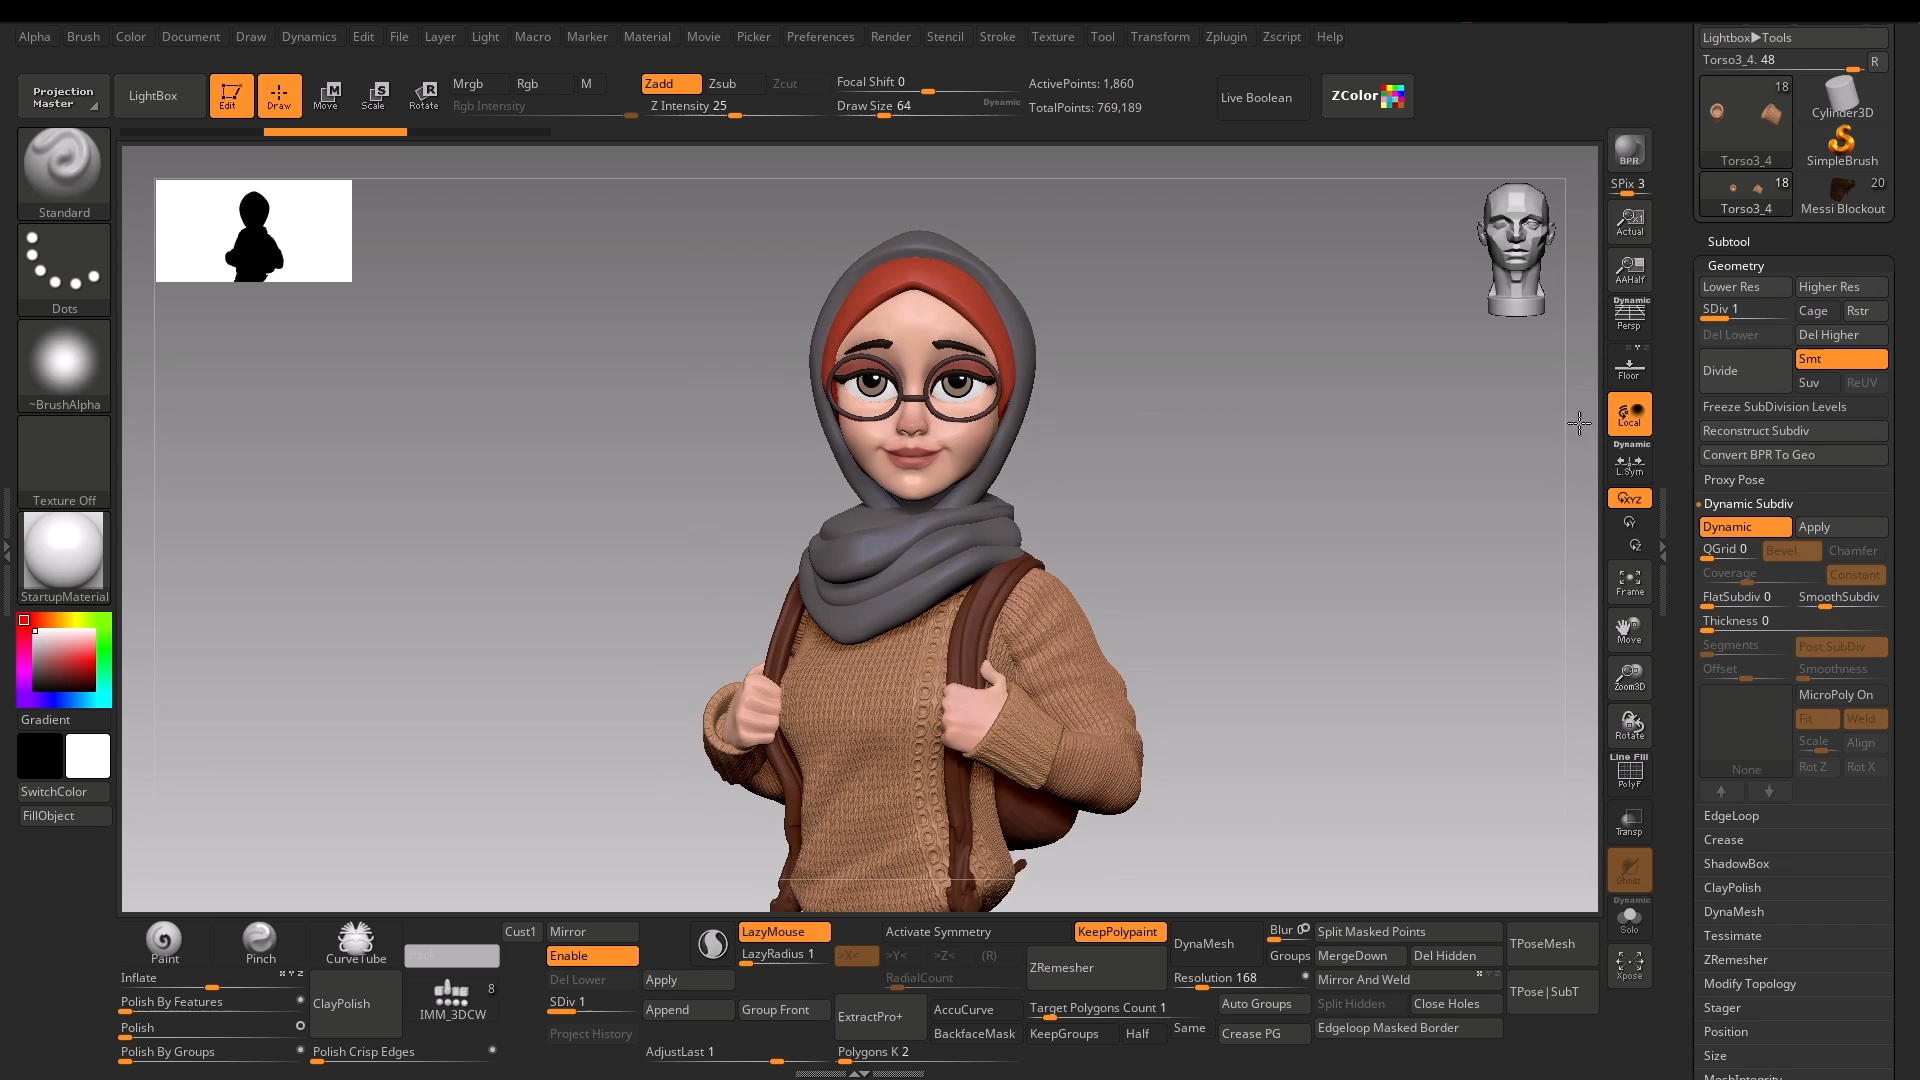 Alpha Brush Color Document Draw Dynamics Edit File Layer Light Macro Marker Material Movie Picker Preferences Render Stencil Stroke Texture Tool Transform Zplugin Zscript Help
Projection Master
LightBox
Edit
Draw
Move
Scale
Rotate
Mrgb Rgb M
Rgb Intensity
Zadd Zsub Zcut
Z Intensity 25
Focal Shift 0
Draw Size 64 Dynamic
ActivePoints: 1,860
TotalPoints: 769,189
Live Boolean
ZColor
Standard
Dots
~BrushAlpha
Texture Off
StartupMaterial
Gradient
SwitchColor
FillObject
BPR
SPix 3
Actual
AAHalf
Dynamic
Persp
Floor
Local
Dynamic
L.Sym
XYZ
Y
Z
Frame
Move
Zoom3D
Rotate
Line Fill
PolyF
Transp
Ghost
Dynamic
Solo
Xpose
Lightbox▶Tools
Torso3_4. 48 R
18
Torso3_4
Cylinder3D
SimpleBrush
18
Torso3_4
20
Messi Blockout
Subtool
Geometry
Lower Res Higher Res
SDiv 1 Cage Rstr
Del Lower Del Higher
Divide Smt
Suv ReUV
Freeze SubDivision Levels
Reconstruct Subdiv
Convert BPR To Geo
Proxy Pose
Dynamic Subdiv
Dynamic Apply
QGrid 0 Bevel Chamfer
Coverage Constant
FlatSubdiv 0 SmoothSubdiv
Thickness 0
Segments Post SubDiv
Offset Smoothness
MicroPoly On
Fit Weld
Scale Align
None Rot Z Rot X
EdgeLoop
Crease
ShadowBox
ClayPolish
DynaMesh
Tessimate
ZRemesher
Modify Topology
Stager
Position
Size
MeshIntegrity
Paint
Pinch
CurveTube
Inflate
Polish By Features
Polish
Polish By Groups
ClayPolish
8
IMM_3DCW
Polish Crisp Edges
Cust1 Mirror
Enable
Del Lower Apply
SDiv 1
Append
Project History
AdjustLast 1
LazyMouse
LazyRadius 1
Group Front
ExtractPro+
Polygons K 2
Activate Symmetry
>X< >Y< >Z< (R)
RadialCount
AccuCurve
BackfaceMask
KeepPolypaint
ZRemesher
Target Polygons Count 1
KeepGroups Half Same
DynaMesh
Blur 0
Groups
Resolution 168
Auto Groups
Crease PG
Split Masked Points
MergeDown Del Hidden
Mirror And Weld
Split Hidden Close Holes
Edgeloop Masked Border
TPoseMesh
TPose|SubT